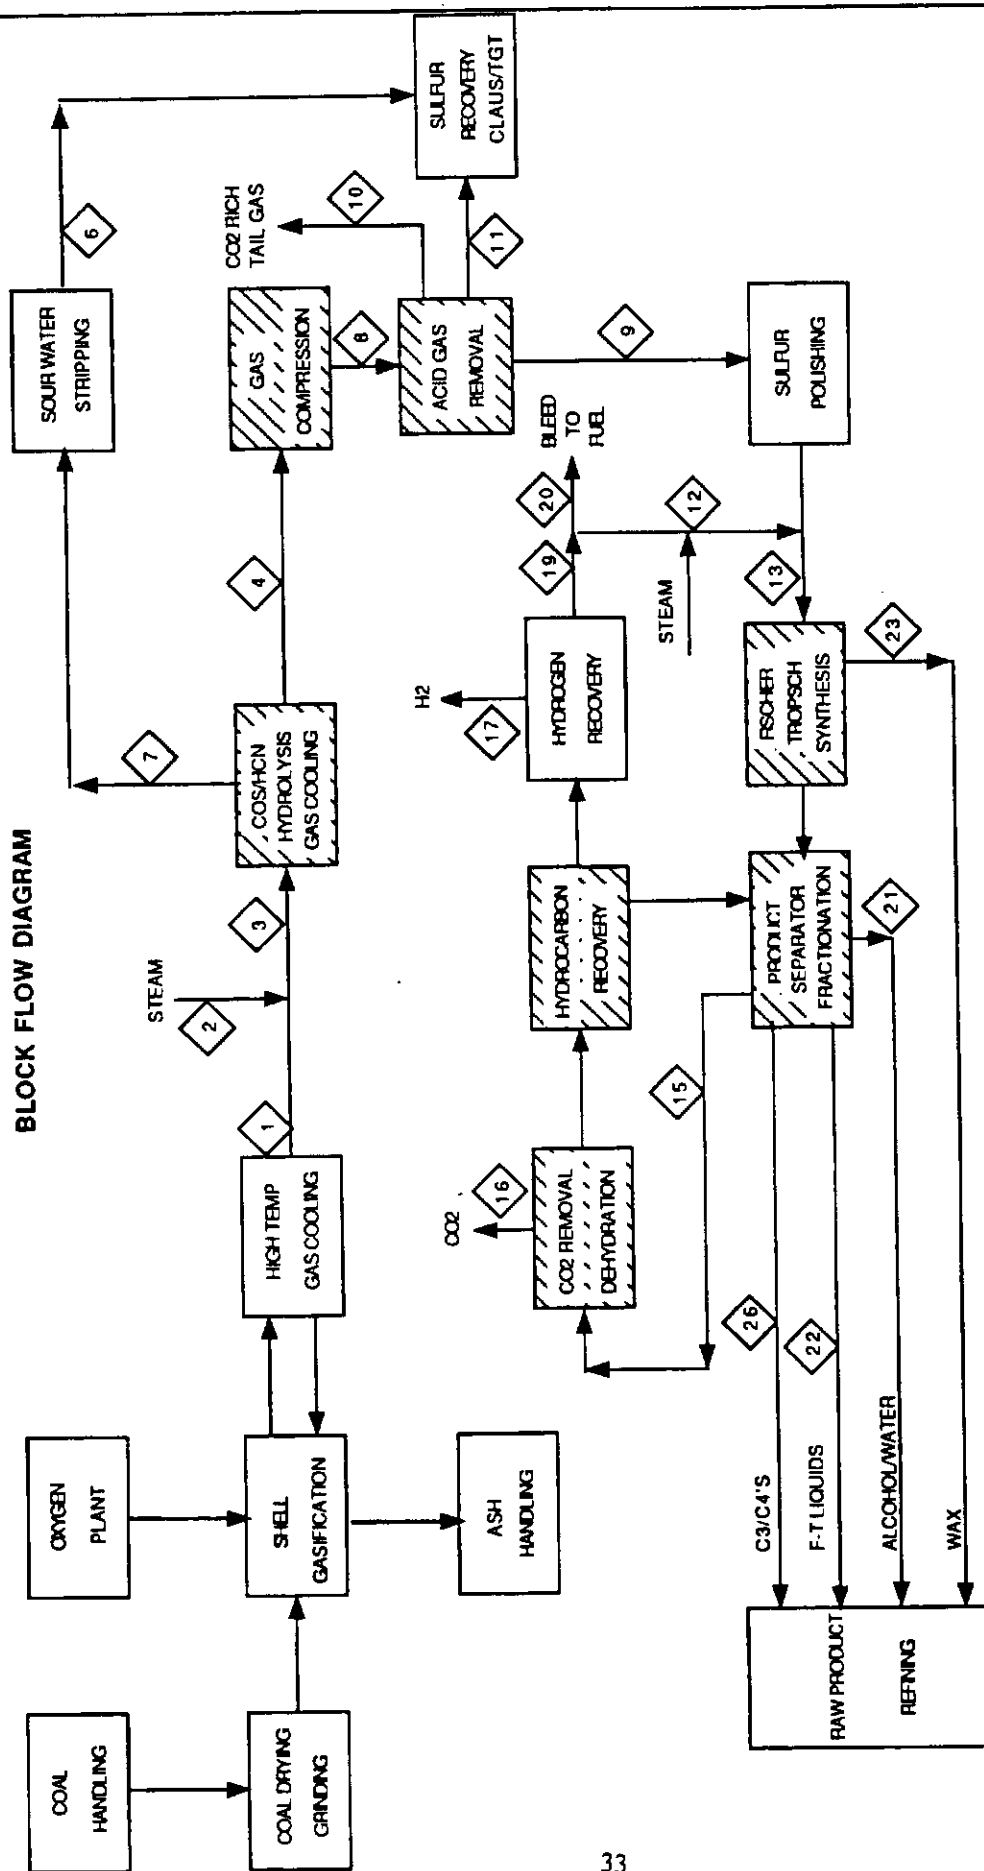 BLOCK FLOW DIAGRAM
COAL
HANDLING
OXYGEN
PLANT
SOUR WATER
STRIPPING
6
7
COAL DRYING
GRINDING
SHELL
GASIFICATION
HIGH TEMP
GAS COOLING
1
STEAM
2
3
COS/HCN
HYDROLYSIS
GAS COOLING
4
GAS
COMPRESSION
CO2 RICH
TAIL GAS
10
8
ACID GAS
REMOVAL
11
SULFUR
RECOVERY
CLAUS/TGT
ASH
HANDLING
CO2
16
CO2 REMOVAL
DEHYDRATION
HYDROCARBON
RECOVERY
H2
17
HYDROGEN
RECOVERY
19
20
BLEED
TO
FUEL
9
STEAM
12
15
RAW PRODUCT
REFINING
C3/C4'S
26
F-T LIQUIDS
22
ALCOHOL/WATER
WAX
PRODUCT
SEPARATOR
FRACTIONATION
21
RSCHER
TROPSCH
SYNTHESIS
13
23
SULFUR
POLISHING
33